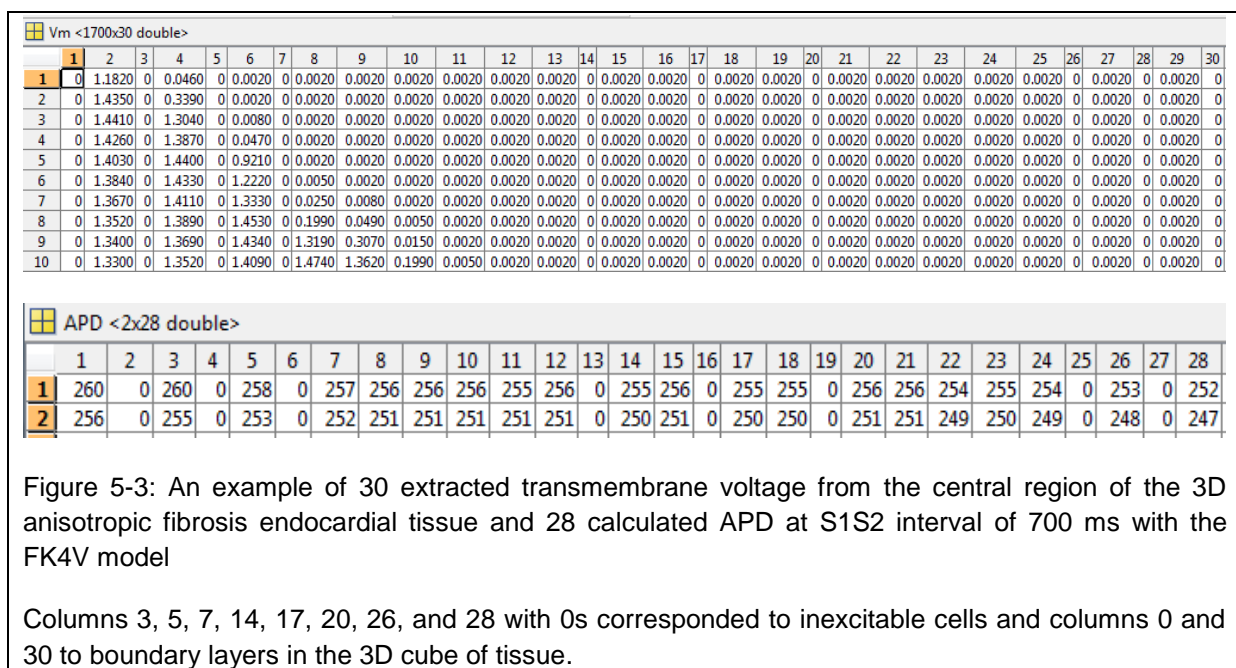 Vm <1700x30 double>
1 2 3 4 5 6 7 8 9 10 11 12 13 14 15 16 17 18 19 20 21 22 23 24 25 26 27 28 29 30
1 0 1.1820 0 0.0460 0 0.0020 0 0.0020 0.0020 0.0020 0.0020 0.0020 0.0020 0 0.0020 0.0020 0 0.0020 0.0020 0 0.0020 0.0020 0.0020 0.0020 0.0020 0 0.0020 0 0.0020 0
2 0 1.4350 0 0.3390 0 0.0020 0 0.0020 0.0020 0.0020 0.0020 0.0020 0.0020 0 0.0020 0.0020 0 0.0020 0.0020 0 0.0020 0.0020 0.0020 0.0020 0.0020 0 0.0020 0 0.0020 0
3 0 1.4410 0 1.3040 0 0.0080 0 0.0020 0.0020 0.0020 0.0020 0.0020 0.0020 0 0.0020 0.0020 0 0.0020 0.0020 0 0.0020 0.0020 0.0020 0.0020 0.0020 0 0.0020 0 0.0020 0
4 0 1.4260 0 1.3870 0 0.0470 0 0.0020 0.0020 0.0020 0.0020 0.0020 0.0020 0 0.0020 0.0020 0 0.0020 0.0020 0 0.0020 0.0020 0.0020 0.0020 0.0020 0 0.0020 0 0.0020 0
5 0 1.4030 0 1.4400 0 0.9210 0 0.0020 0.0020 0.0020 0.0020 0.0020 0.0020 0 0.0020 0.0020 0 0.0020 0.0020 0 0.0020 0.0020 0.0020 0.0020 0.0020 0 0.0020 0 0.0020 0
6 0 1.3840 0 1.4330 0 1.2220 0 0.0050 0.0020 0.0020 0.0020 0.0020 0.0020 0 0.0020 0.0020 0 0.0020 0.0020 0 0.0020 0.0020 0.0020 0.0020 0.0020 0 0.0020 0 0.0020 0
7 0 1.3670 0 1.4110 0 1.3330 0 0.0250 0.0080 0.0020 0.0020 0.0020 0.0020 0 0.0020 0.0020 0 0.0020 0.0020 0 0.0020 0.0020 0.0020 0.0020 0.0020 0 0.0020 0 0.0020 0
8 0 1.3520 0 1.3890 0 1.4530 0 0.1990 0.0490 0.0050 0.0020 0.0020 0.0020 0 0.0020 0.0020 0 0.0020 0.0020 0 0.0020 0.0020 0.0020 0.0020 0.0020 0 0.0020 0 0.0020 0
9 0 1.3400 0 1.3690 0 1.4340 0 1.3190 0.3070 0.0150 0.0020 0.0020 0.0020 0 0.0020 0.0020 0 0.0020 0.0020 0 0.0020 0.0020 0.0020 0.0020 0.0020 0 0.0020 0 0.0020 0
10 0 1.3300 0 1.3520 0 1.4090 0 1.4740 1.3620 0.1990 0.0050 0.0020 0.0020 0 0.0020 0.0020 0 0.0020 0.0020 0 0.0020 0.0020 0.0020 0.0020 0.0020 0 0.0020 0 0.0020 0
APD <2x28 double>
1 2 3 4 5 6 7 8 9 10 11 12 13 14 15 16 17 18 19 20 21 22 23 24 25 26 27 28
1 260 0 260 0 258 0 257 256 256 256 255 256 0 255 256 0 255 255 0 256 256 254 255 254 0 253 0 252
2 256 0 255 0 253 0 252 251 251 251 251 251 0 250 251 0 250 250 0 251 251 249 250 249 0 248 0 247
Figure 5-3: An example of 30 extracted transmembrane voltage from the central region of the 3D
anisotropic fibrosis endocardial tissue and 28 calculated APD at S1S2 interval of 700 ms with the
FK4V model
Columns 3, 5, 7, 14, 17, 20, 26, and 28 with 0s corresponded to inexcitable cells and columns 0 and
30 to boundary layers in the 3D cube of tissue.